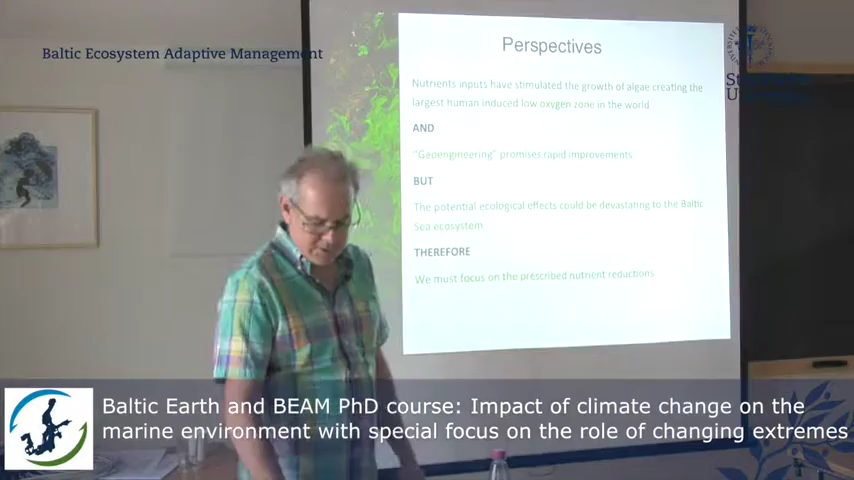 Baltic Ecosystem Adaptive Management
Perspectives
Nutrients inputs have stimulated the growth of algae creating the
largest human induced low oxygen zone in the world
AND
"Geoengineering" promises rapid improvements
BUT
The potential ecological effects could be devastating to the Baltic
Sea ecosystem
THEREFORE
We must focus on the prescribed nutrient reductions
Baltic Earth and BEAM PhD course: Impact of climate change on the
marine environment with special focus on the role of changing extremes